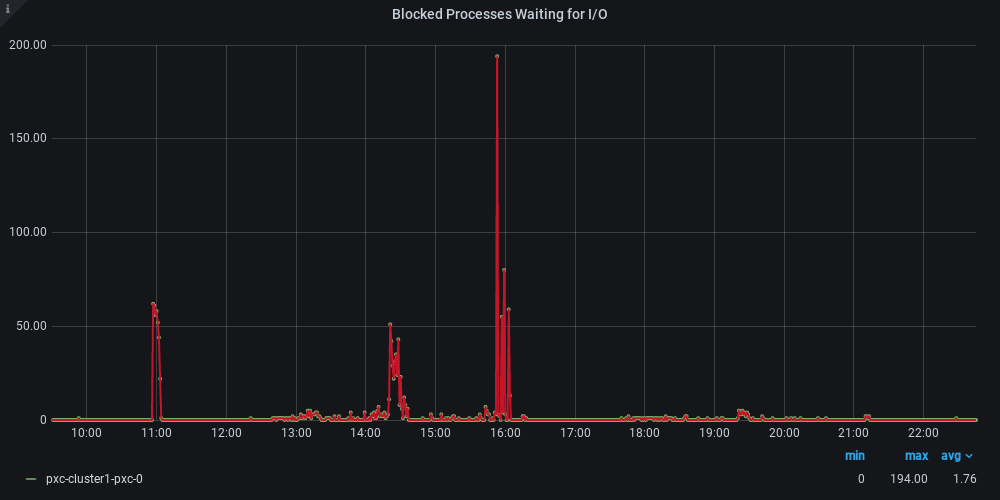 i
Blocked Processes Waiting for I/O
200.00
150.00
100.00
50.00
0
10:00 11:00 12:00 13:00 14:00 15:00 16:00 17:00 18:00 19:00 20:00 21:00 22:00
min max avg
pxc-cluster1-pxc-0 0 194.00 1.76